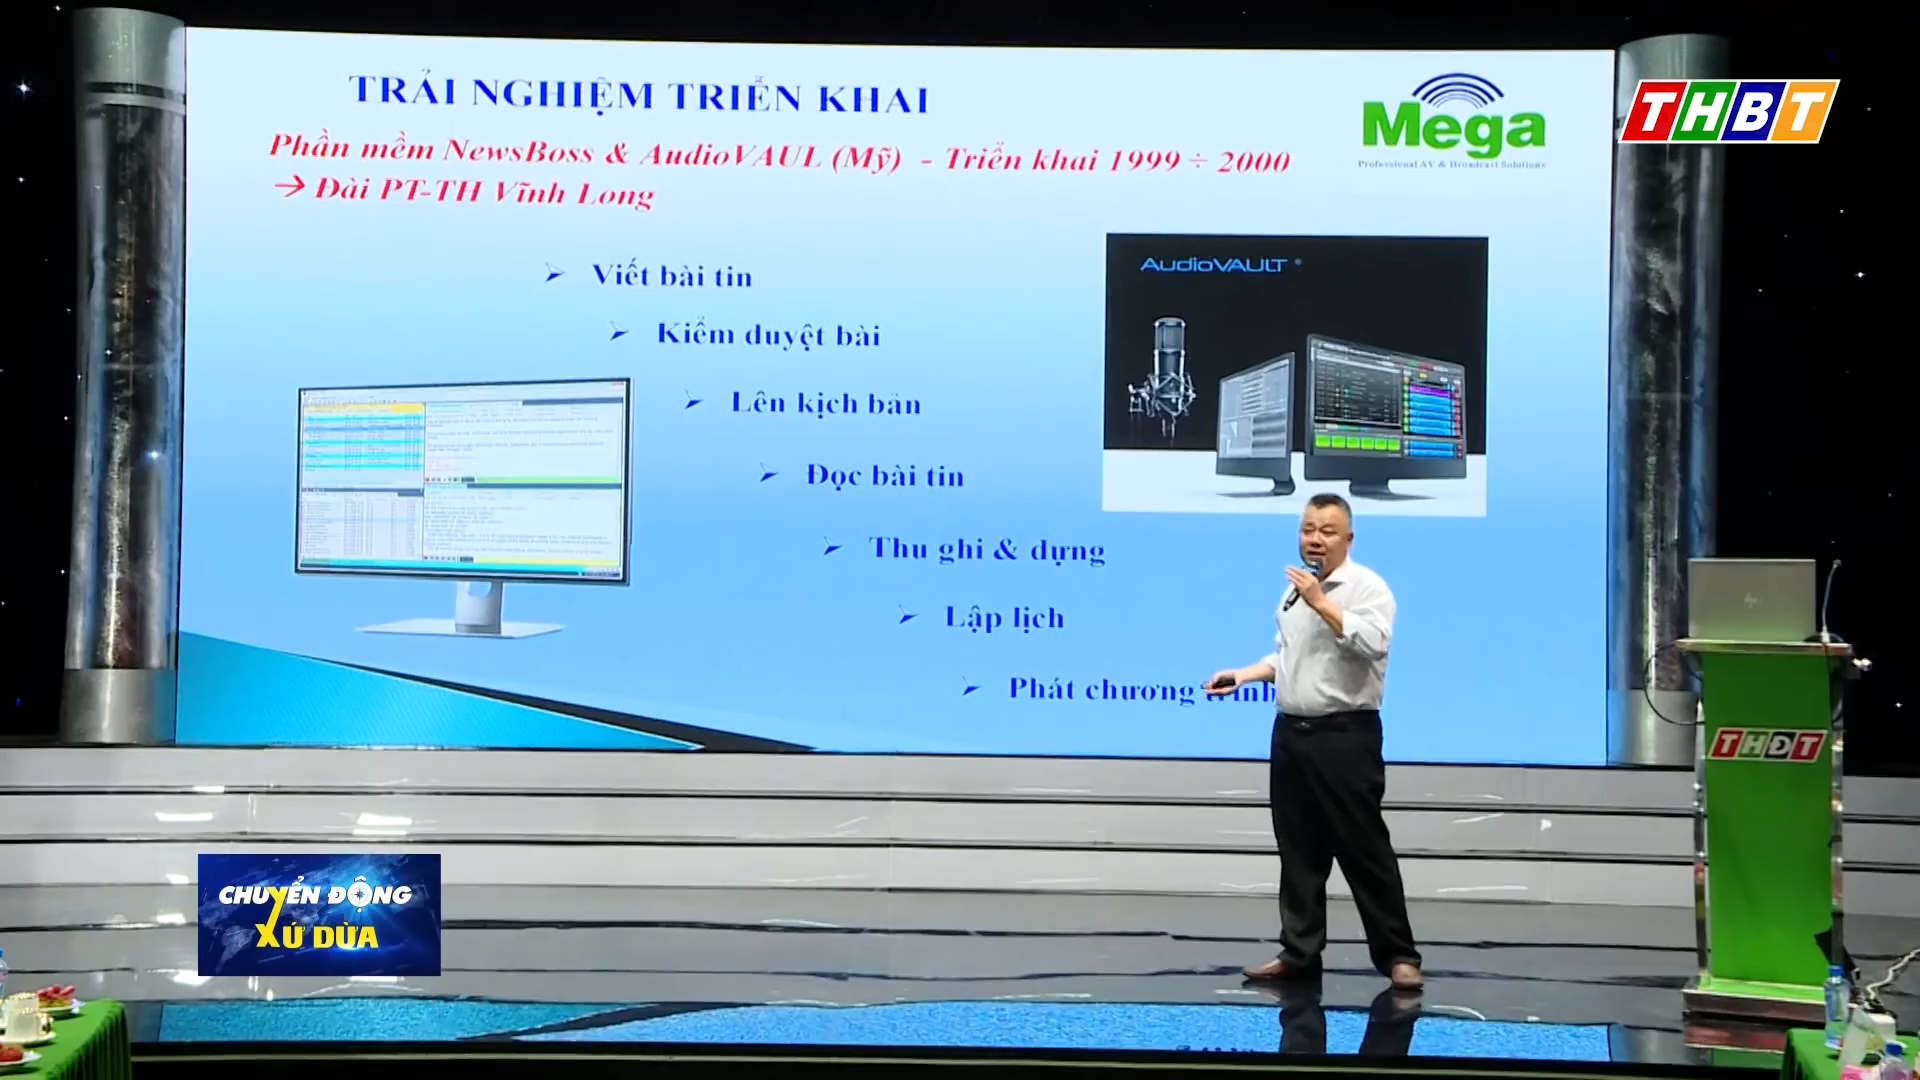 TRẢI NGHIỆM TRIỂN KHAI
Mega
Professional AV & Broadcast Solutions
THBT
Phần mềm NewsBoss & AudioVAUL (Mỹ) - Triển khai 1999 ÷ 2000
→ Đài PT-TH Vĩnh Long
AudioVAULT ®
➢ Viết bài tin
➢ Kiểm duyệt bài
➢ Lên kịch bản
➢ Đọc bài tin
➢ Thu ghi & dựng
➢ Lập lịch
➢ Phát chương trình
hp
THĐT
CHUYỂN ĐỘNG
XỨ DỪA